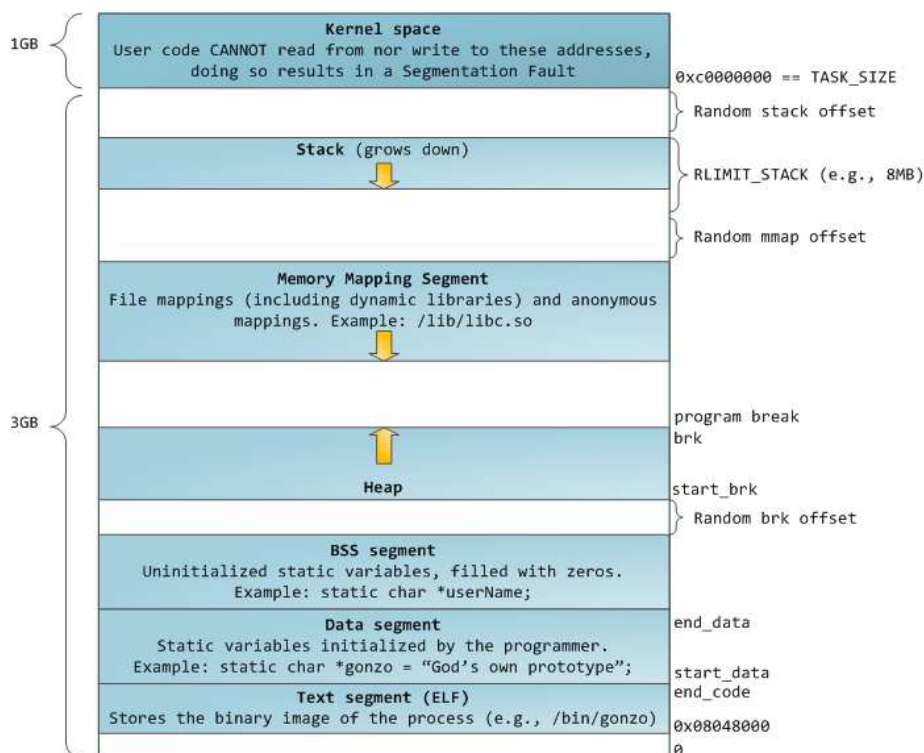 Kernel space
1GB
User code CANNOT read from nor write to these addresses,
doing so results in a Segmentation Fault
0xc0000000 == TASK_SIZE
Random stack offset
Stack (grows down)
RLIMIT_STACK (e.g., 8MB)
Random mmap offset
Memory Mapping Segment
File mappings (including dynamic libraries) and anonymous
mappings. Example: /lib/libc.so
3GB
program break
brk
Heap
start_brk
Random brk offset
BSS segment
Uninitialized static variables, filled with zeros.
Example: static char *userName;
Data segment
end_data
Static variables initialized by the programmer.
Example: static char *gonzo = “God’s own prototype”;
start_data
end_code
Text segment (ELF)
Stores the binary image of the process (e.g., /bin/gonzo)
0x08048000
0